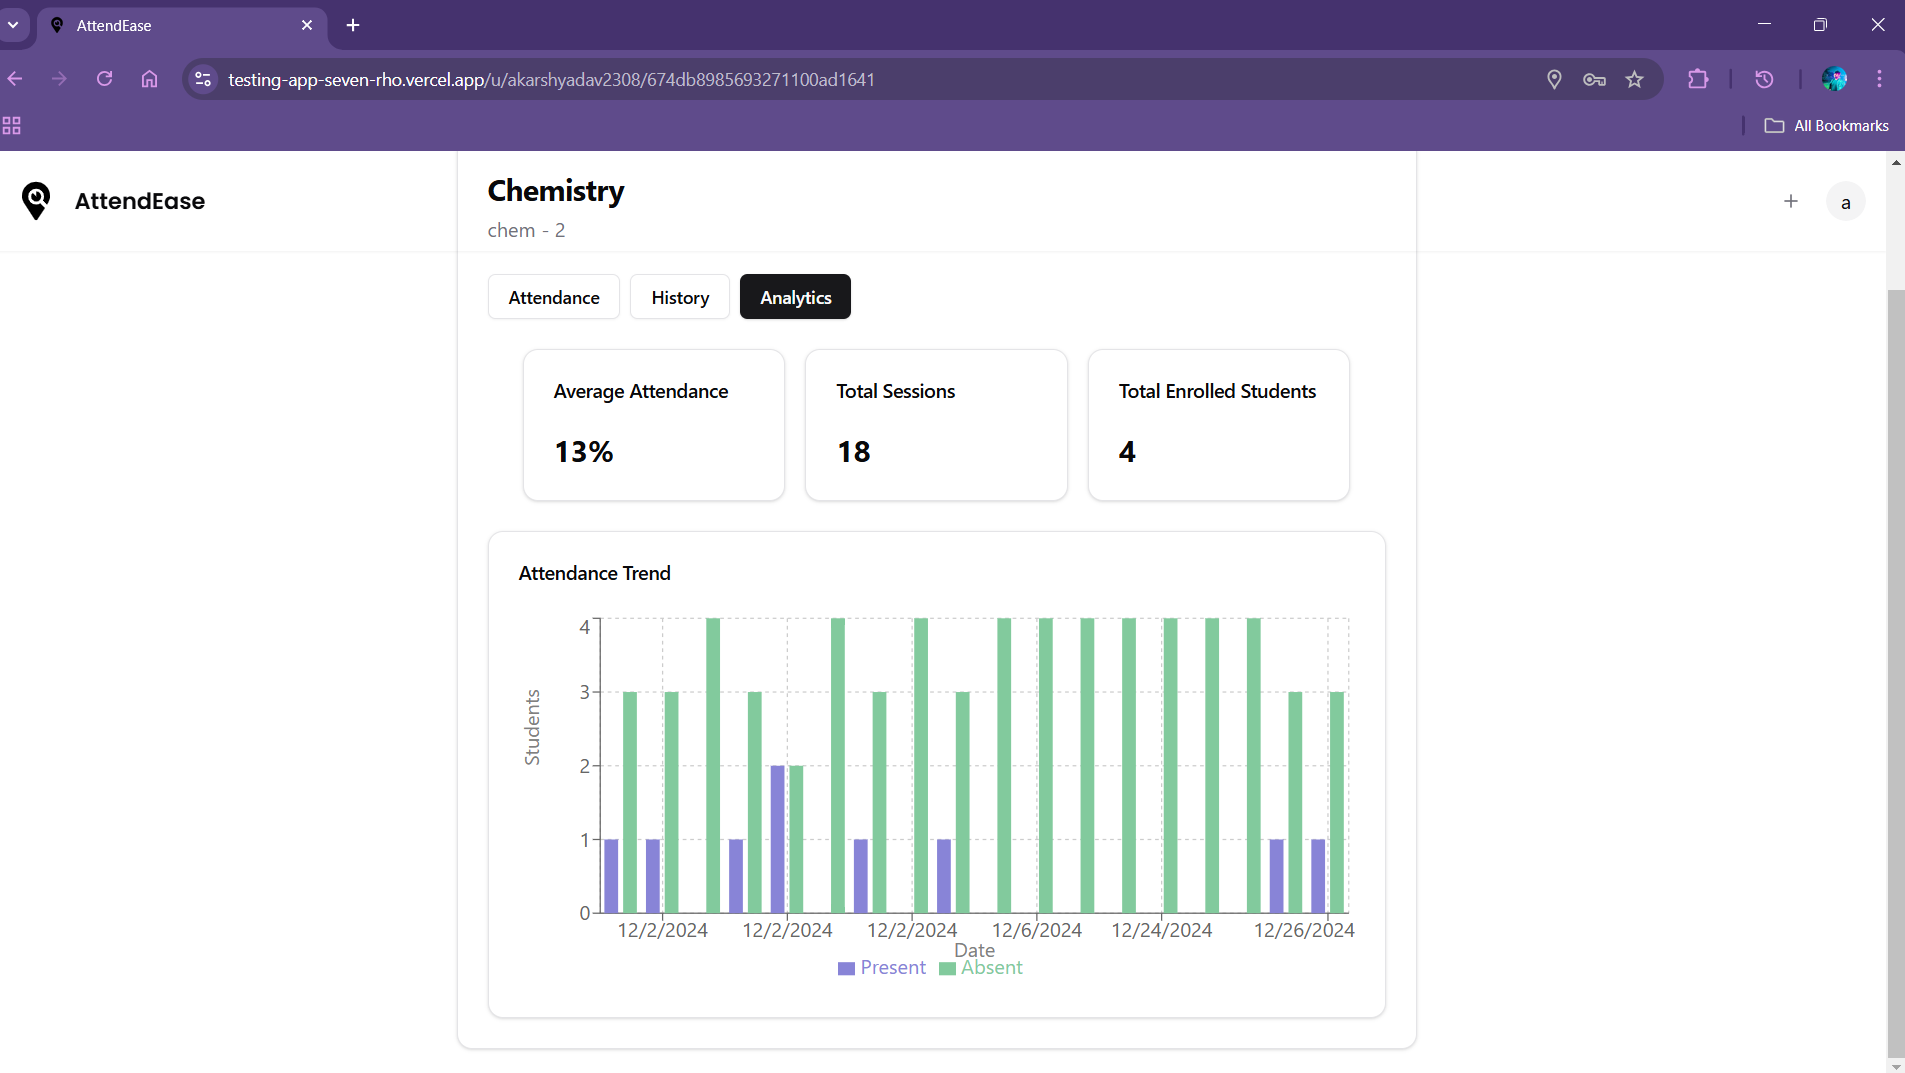 AttendEase
testing-app-seven-rho.vercel.app/u/akarshyadav2308/674db8985693271100ad1641
All Bookmarks
AttendEase
a
Chemistry
chem - 2
Attendance
History
Analytics
Average Attendance
13%
Total Sessions
18
Total Enrolled Students
4
Attendance Trend
4
3
2
1
0
Students
12/2/2024
12/2/2024
12/2/2024
12/6/2024
12/24/2024
12/26/2024
Date
Present
Absent